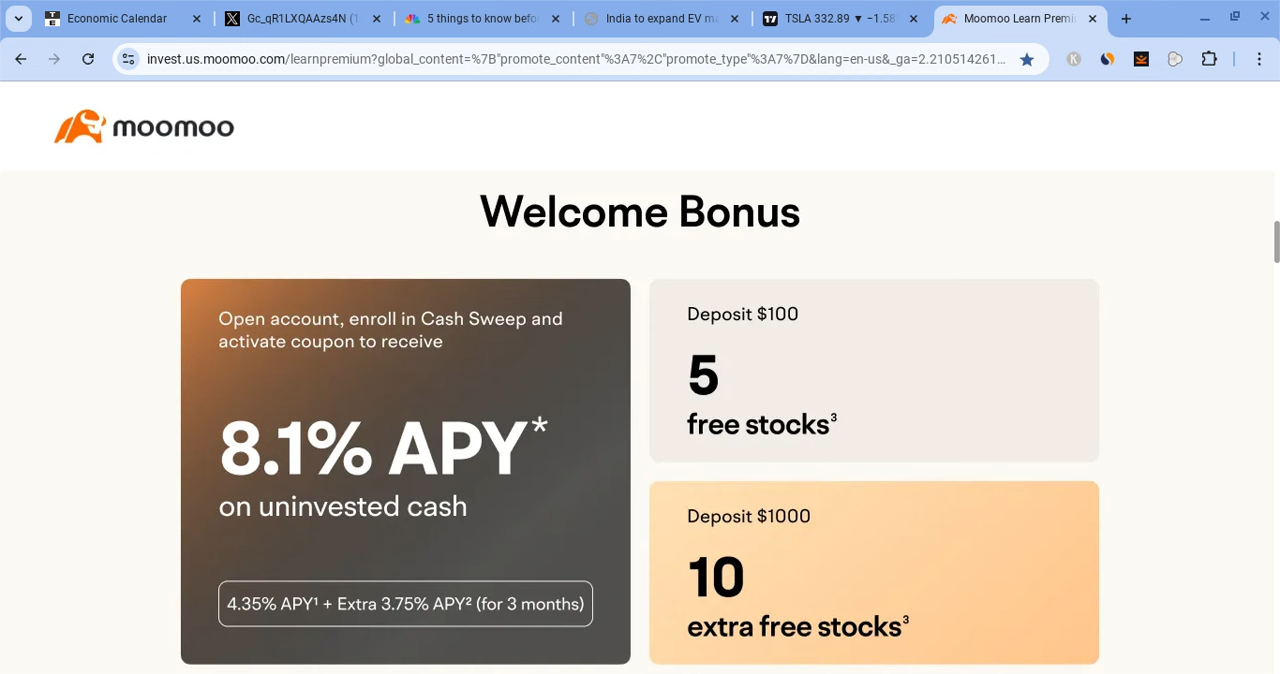 Economic Calendar
Gc_qR1LXQAAzs4N (1
5 things to know befo
India to expand EV ma
TSLA 332.89 ▼ −1.58%
Moomoo Learn Premi
invest.us.moomoo.com/learnpremium?global_content=%7B"promote_content"%3A7%2C"promote_type"%3A7%7D&lang=en-us&_ga=2.210514261...
moomoo
Welcome Bonus
Open account, enroll in Cash Sweep and
activate coupon to receive
8.1% APY*
on uninvested cash
4.35% APY¹ + Extra 3.75% APY² (for 3 months)
Deposit $100
5
free stocks³
Deposit $1000
10
extra free stocks³